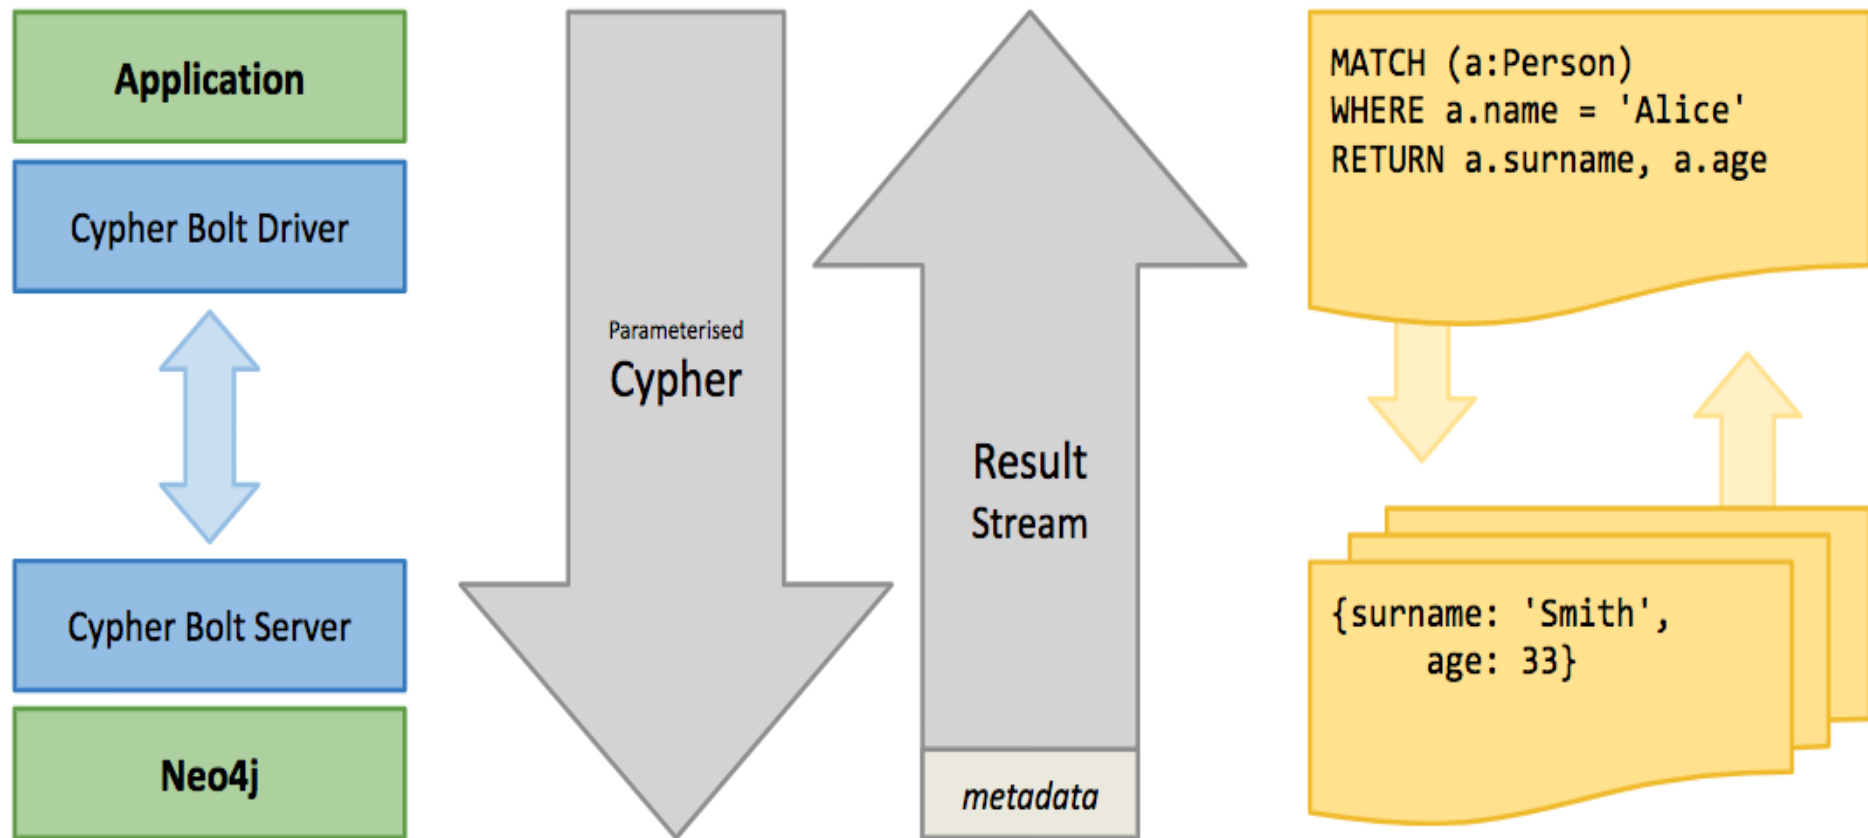 Application
Cypher Bolt Driver
Cypher Bolt Server
Neo4j
Parameterised
Cypher
Result
Stream
metadata
MATCH (a:Person)
WHERE a.name = 'Alice'
RETURN a.surname, a.age
{surname: 'Smith',
age: 33}